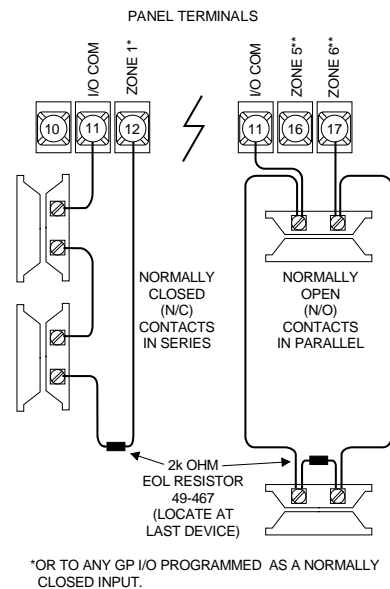 PANEL TERMINALS
I/O COM
ZONE 1*
I/O COM
ZONE 5**
ZONE 6**
10
11
12
11
16
17
NORMALLY
CLOSED
(N/C)
CONTACTS
IN SERIES
NORMALLY
OPEN
(N/O)
CONTACTS
IN PARALLEL
2k OHM
EOL RESISTOR
49-467
(LOCATE AT
LAST DEVICE)
*OR TO ANY GP I/O PROGRAMMED AS A NORMALLY
CLOSED INPUT.